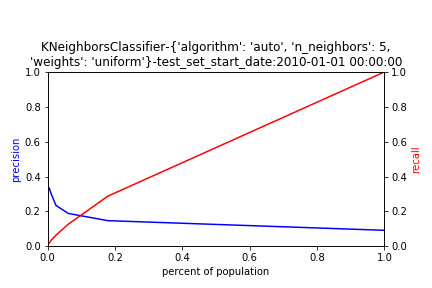 KNeighborsClassifier-{'algorithm': 'auto', 'n_neighbors': 5,
'weights': 'uniform'}-test_set_start_date:2010-01-01 00:00:00
1.0
0.8
0.6
0.4
0.2
0.0
precision
1.0
0.8
0.6
0.4
0.2
0.0
recall
0.0 0.2 0.4 0.6 0.8 1.0
percent of population